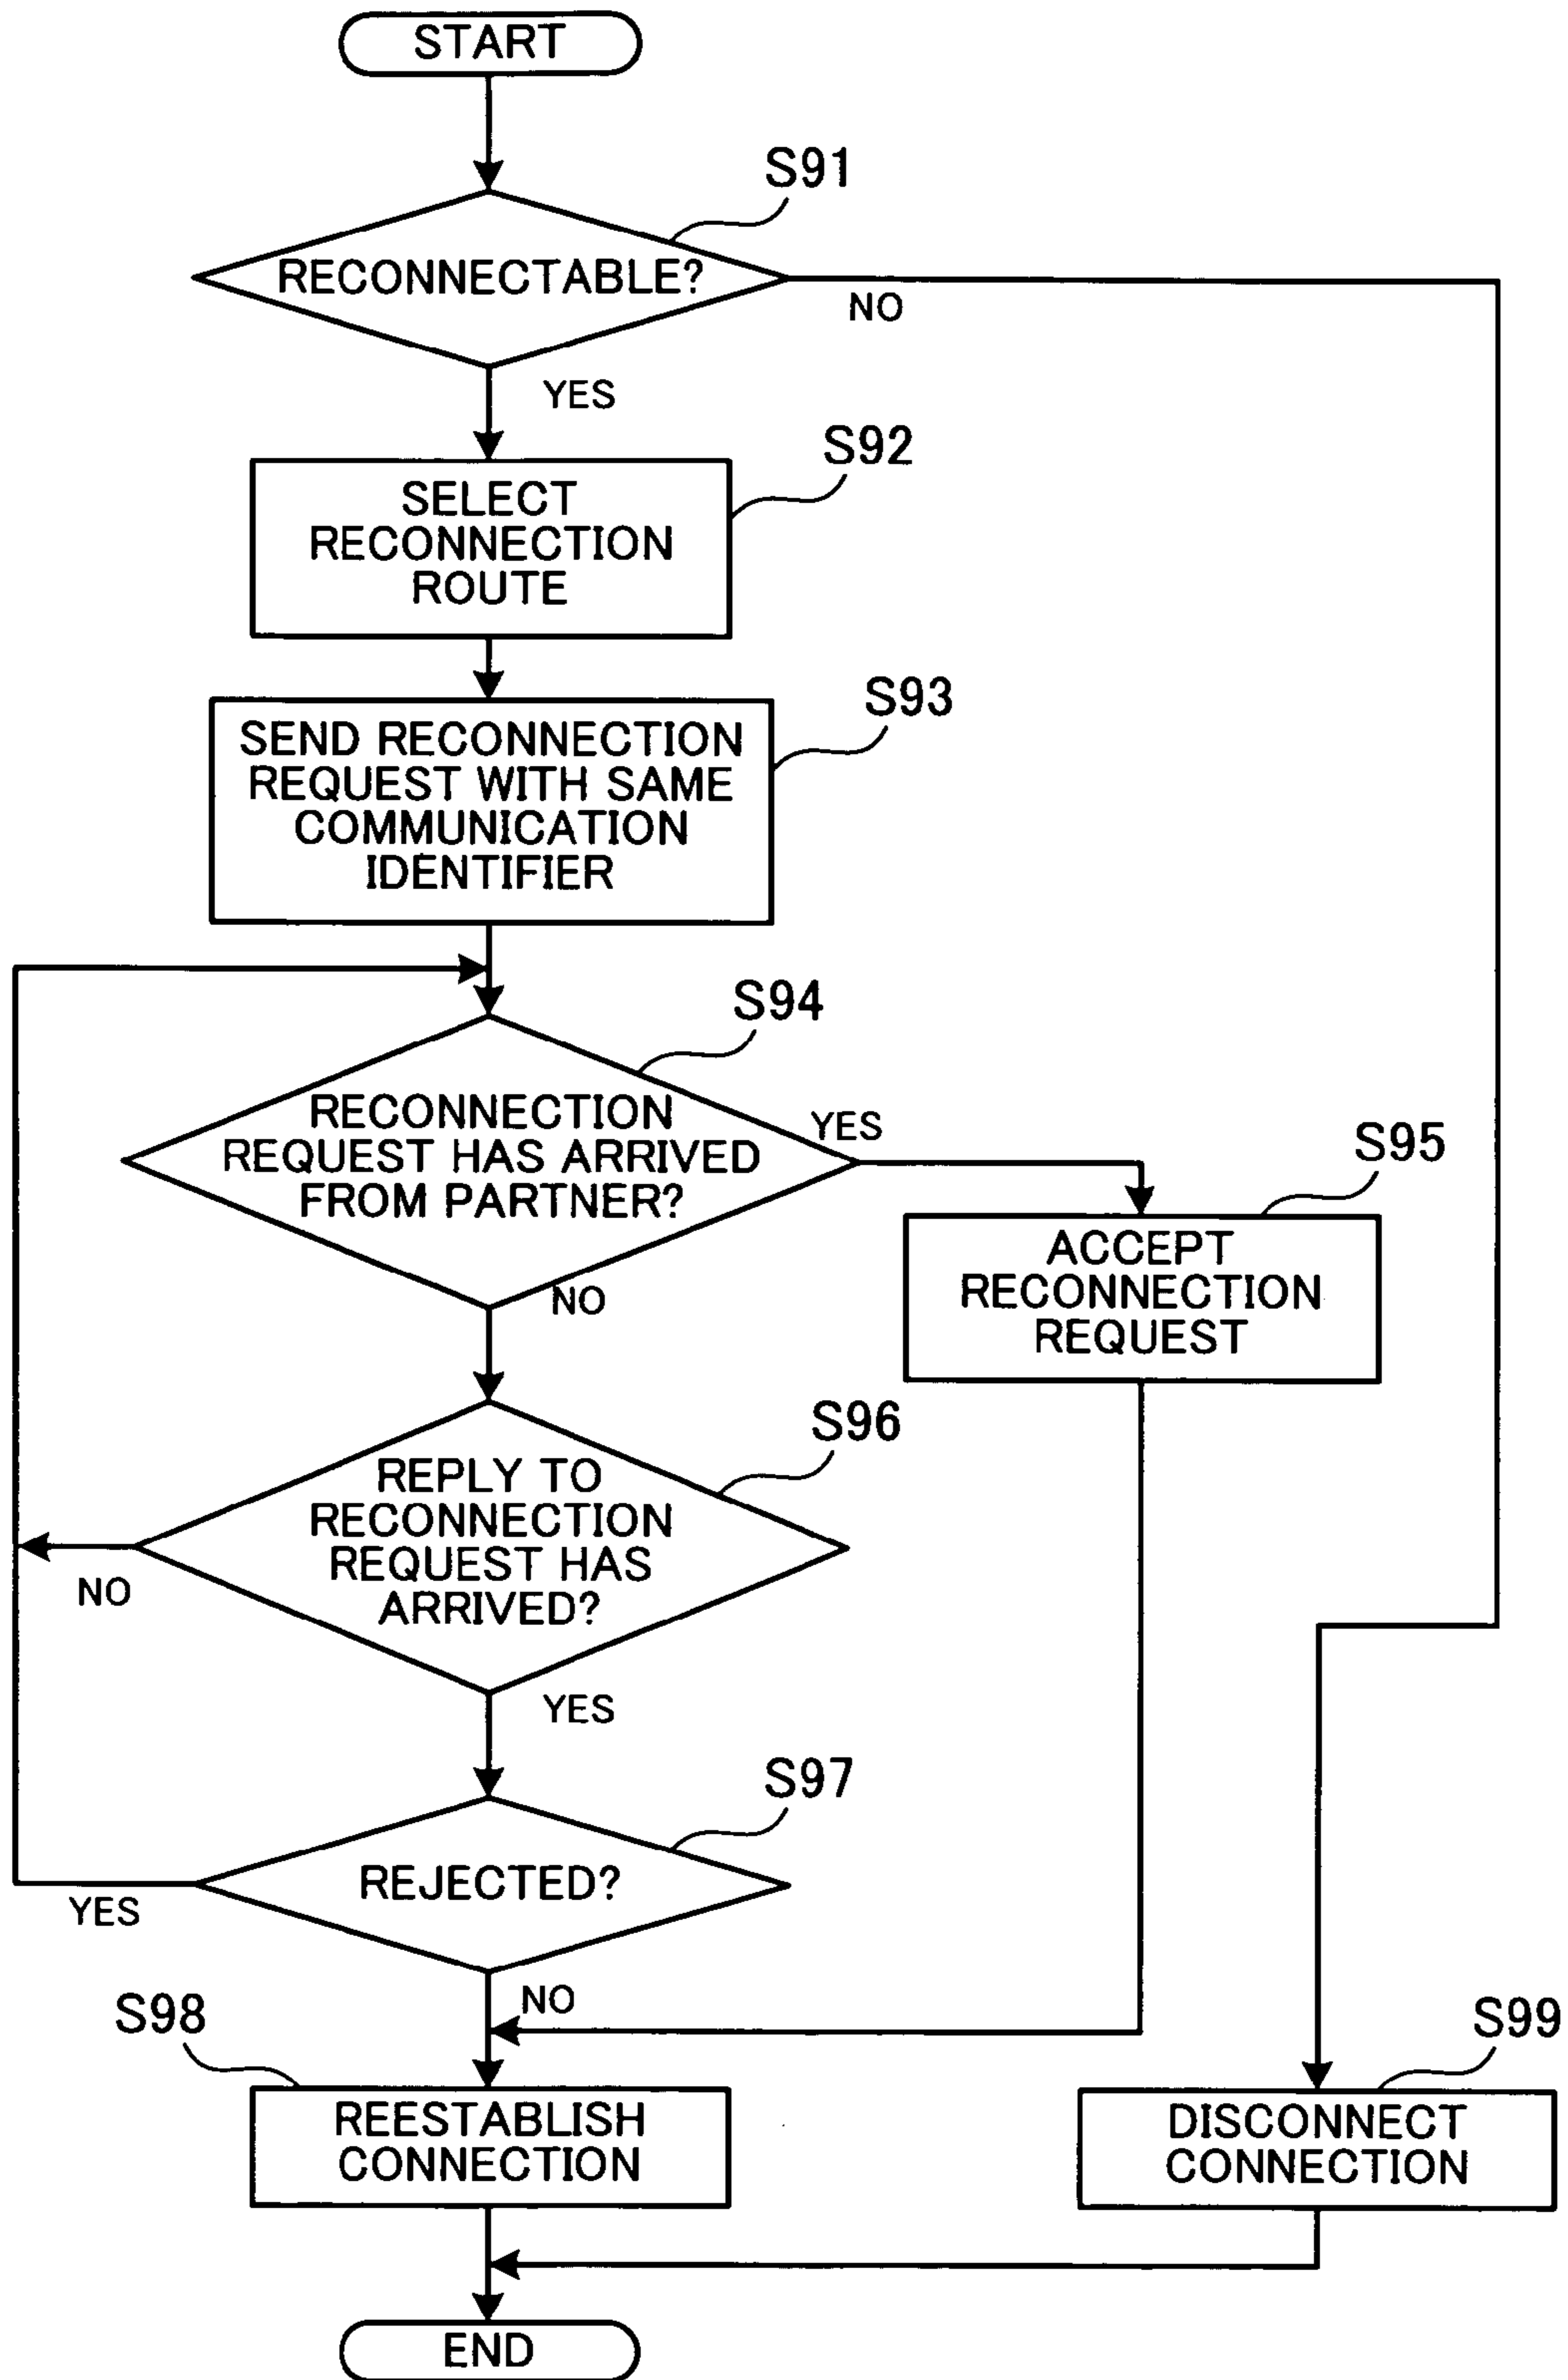 START
S91
RECONNECTABLE?
NO
YES
S92
SELECT
RECONNECTION
ROUTE
S93
SEND RECONNECTION
REQUEST WITH SAME
COMMUNICATION
IDENTIFIER
S94
RECONNECTION
REQUEST HAS ARRIVED
FROM PARTNER?
YES
NO
S95
ACCEPT
RECONNECTION
REQUEST
S96
REPLY TO
RECONNECTION
REQUEST HAS
ARRIVED?
NO
YES
S97
REJECTED?
YES
NO
S98
REESTABLISH
CONNECTION
S99
DISCONNECT
CONNECTION
END